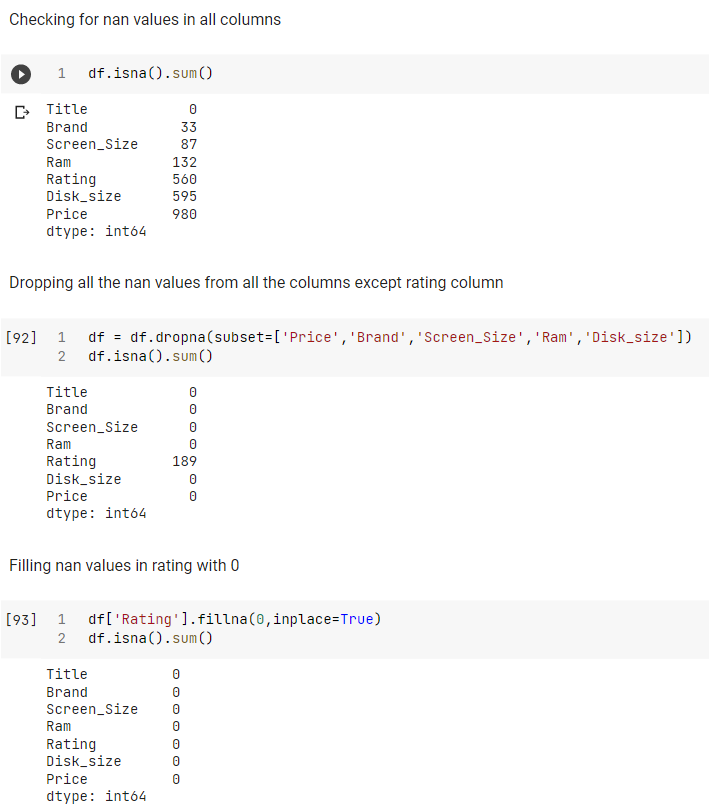 Checking for nan values in all columns
1 df.isna().sum()
Title 0
Brand 33
Screen_Size 87
Ram 132
Rating 560
Disk_size 595
Price 980
dtype: int64
Dropping all the nan values from all the columns except rating column
[92] 1 df = df.dropna(subset=['Price','Brand','Screen_Size','Ram','Disk_size'])
2 df.isna().sum()
Title 0
Brand 0
Screen_Size 0
Ram 0
Rating 189
Disk_size 0
Price 0
dtype: int64
Filling nan values in rating with 0
[93] 1 df['Rating'].fillna(0,inplace=True)
2 df.isna().sum()
Title 0
Brand 0
Screen_Size 0
Ram 0
Rating 0
Disk_size 0
Price 0
dtype: int64